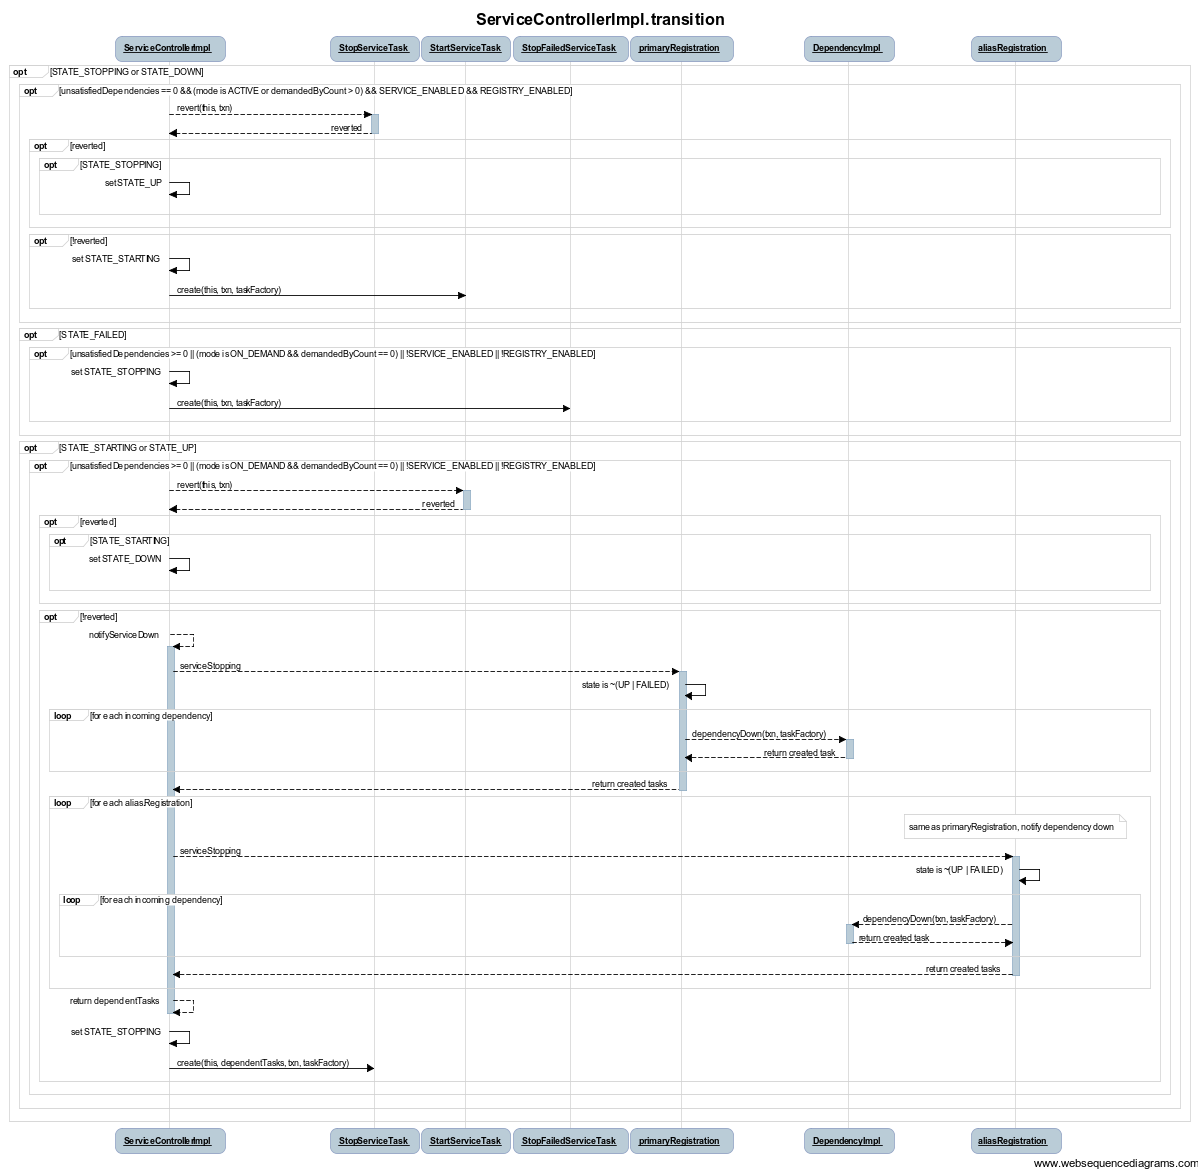 ServiceControllerImpl.transition
ServiceControllerImpl StopServiceTask StartServiceTask StopFailedServiceTask primaryRegistration DependencyImpl aliasRegistration
opt [STATE_STOPPING or STATE_DOWN]
opt [unsatisfiedDependencies == 0 && (mode is ACTIVE or demandedByCount > 0) && SERVICE_ENABLED && REGISTRY_ENABLED]
revert(this, txn)
reverted
opt [reverted]
opt [STATE_STOPPING]
set STATE_UP
opt [!reverted]
set STATE_STARTING
create(this, txn, taskFactory)
opt [STATE_FAILED]
opt [unsatisfiedDependencies >= 0 || (mode is ON_DEMAND && demandedByCount == 0) || !SERVICE_ENABLED || !REGISTRY_ENABLED]
set STATE_STOPPING
create(this, txn, taskFactory)
opt [STATE_STARTING or STATE_UP]
opt [unsatisfiedDependencies >= 0 || (mode is ON_DEMAND && demandedByCount == 0) || !SERVICE_ENABLED || !REGISTRY_ENABLED]
revert(this, txn)
reverted
opt [reverted]
opt [STATE_STARTING]
set STATE_DOWN
opt [!reverted]
notifyServiceDown
serviceStopping
state is ~(UP | FAILED)
loop [for each incoming dependency]
dependencyDown(txn, taskFactory)
return created task
return created tasks
loop [for each alias.Registration]
same as primaryRegistration, notify dependency down
serviceStopping
state is ~(UP | FAILED)
loop [for each incoming dependency]
dependencyDown(txn, taskFactory)
return created task
return created tasks
return dependentTasks
set STATE_STOPPING
create(this, dependentTasks, txn, taskFactory)
ServiceControllerImpl StopServiceTask StartServiceTask StopFailedServiceTask primaryRegistration DependencyImpl aliasRegistration
www.websequencediagrams.com